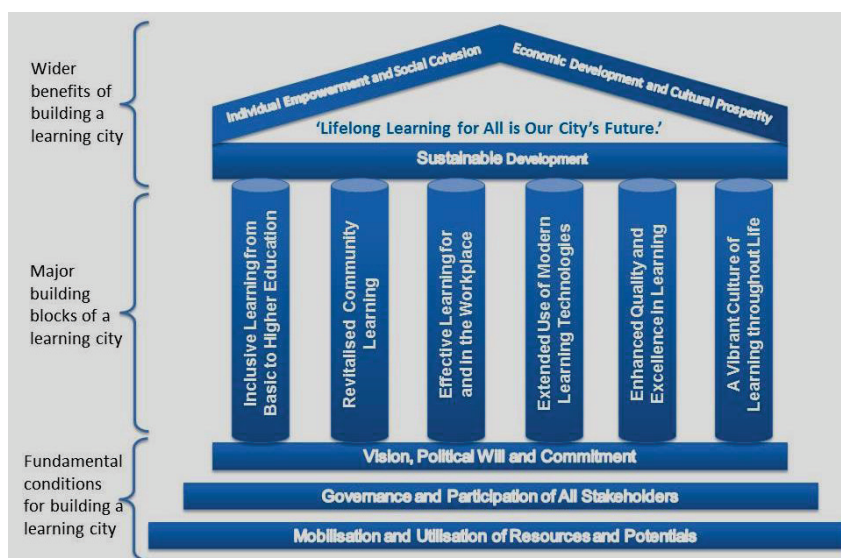 Wider
benefits of
building a
learning city
Individual Empowerment and Social Cohesion
Economic Development and Cultural Prosperity
'Lifelong Learning for All is Our City's Future.'
Sustainable Development
Major
building
blocks of a
learning city
Inclusive Learning from
Basic to Higher Education
Revitalised Community
Learning
Effective Learning for
and in the Workplace
Extended Use of Modern
Learning Technologies
Enhanced Quality and
Excellence in Learning
A Vibrant Culture of
Learning throughout Life
Fundamental
conditions
for building a
learning city
Vision, Political Will and Commitment
Governance and Participation of All Stakeholders
Mobilisation and Utilisation of Resources and Potentials